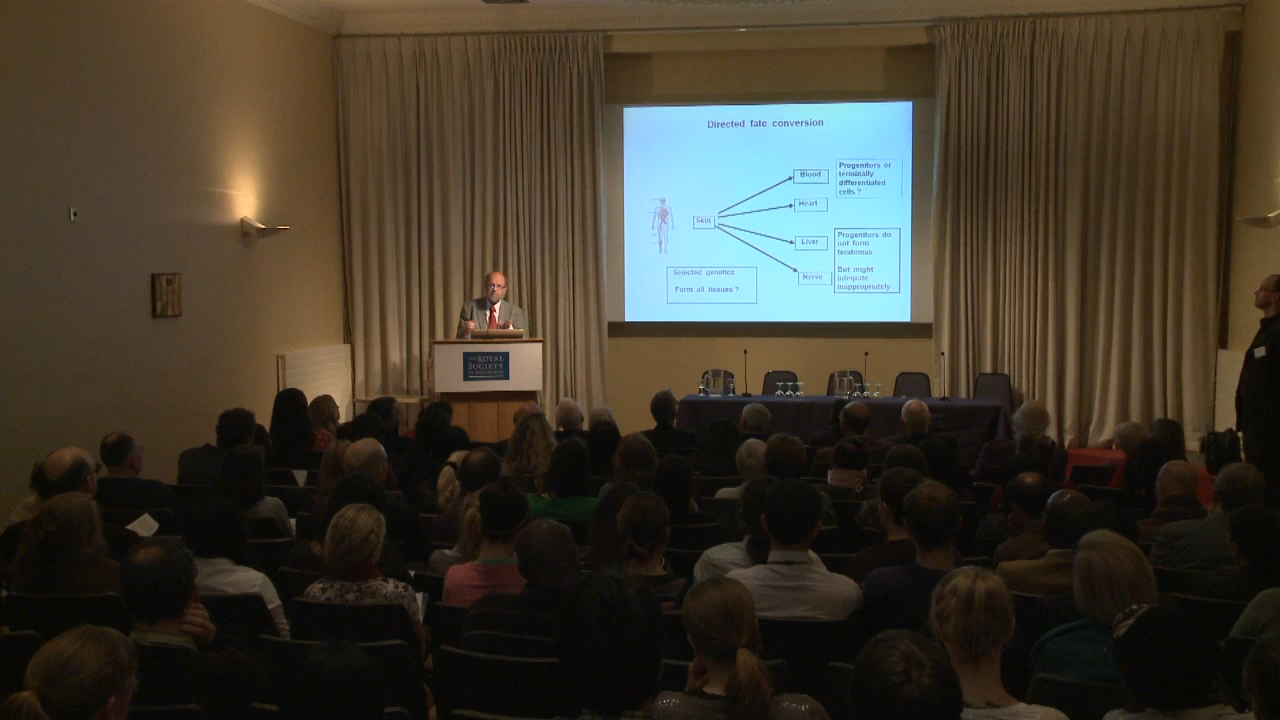 Directed fate conversion
Blood
Progenitors or
terminally
differentiated
cells ?
Heart
Skin
Liver
Progenitors do
not form
teratomas
But might
integrate
inappropriately
Nerve
Selected genetics
Form all tissues ?
THE ROYAL
SOCIETY